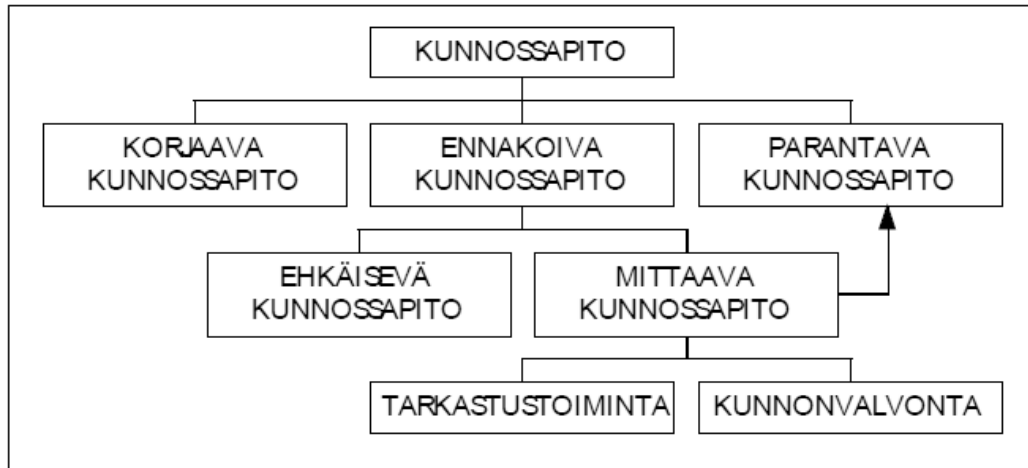 KUNNOSSAPITO
KORJAAVA
KUNNOSSAPITO
ENNAKOIVA
KUNNOSSAPITO
PARANTAVA
KUNNOSSAPITO
EHKÄISEVÄ
KUNNOSSAPITO
MITTAAVA
KUNNOSSAPITO
TARKASTUSTOIMINTA
KUNNONVALVONTA